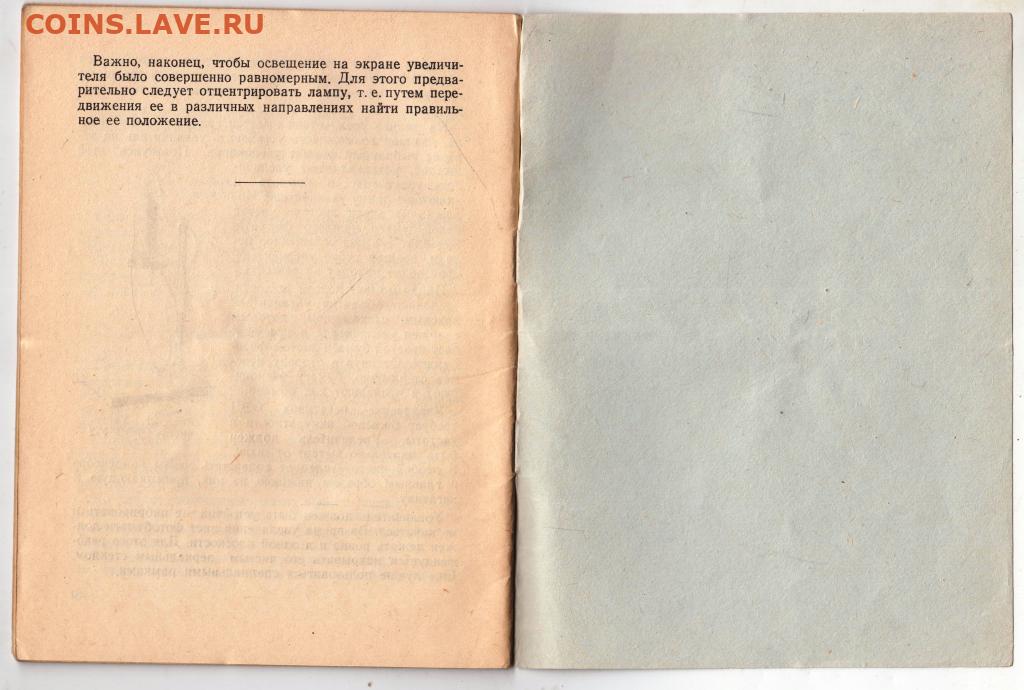 COINS.LAVE.RU
Важно, наконец, чтобы освещение на экране увеличи-
теля было совершенно равномерным. Для этого предва-
рительно следует отцентрировать лампу, т. е. путем пере-
движения ее в различных направлениях найти правиль-
ное ее положение.